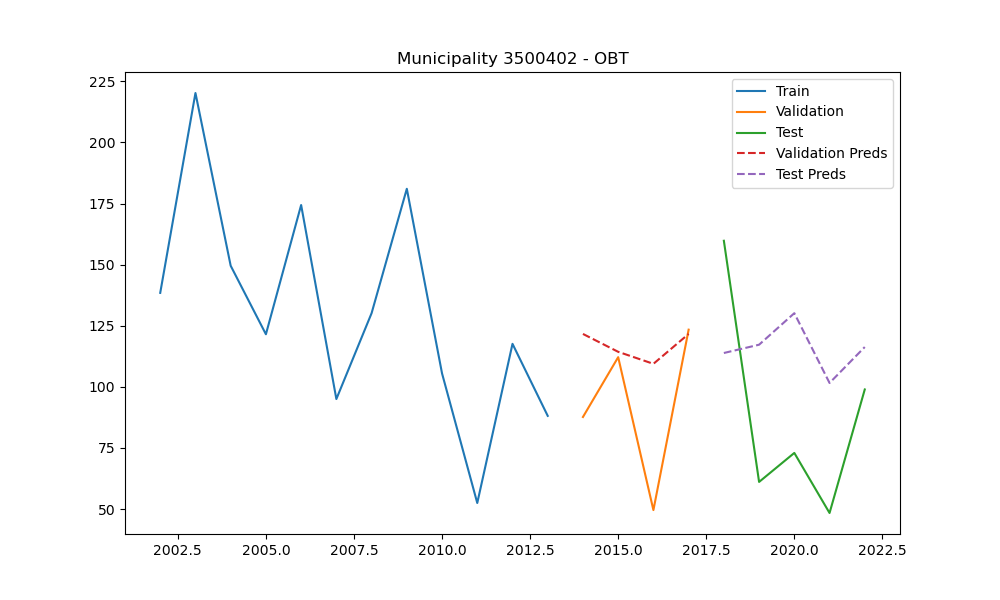 Municipality 3500402 - OBT
225
200
175
150
125
100
75
50
2002.5 2005.0 2007.5 2010.0 2012.5 2015.0 2017.5 2020.0 2022.5
Train
Validation
Test
Validation Preds
Test Preds